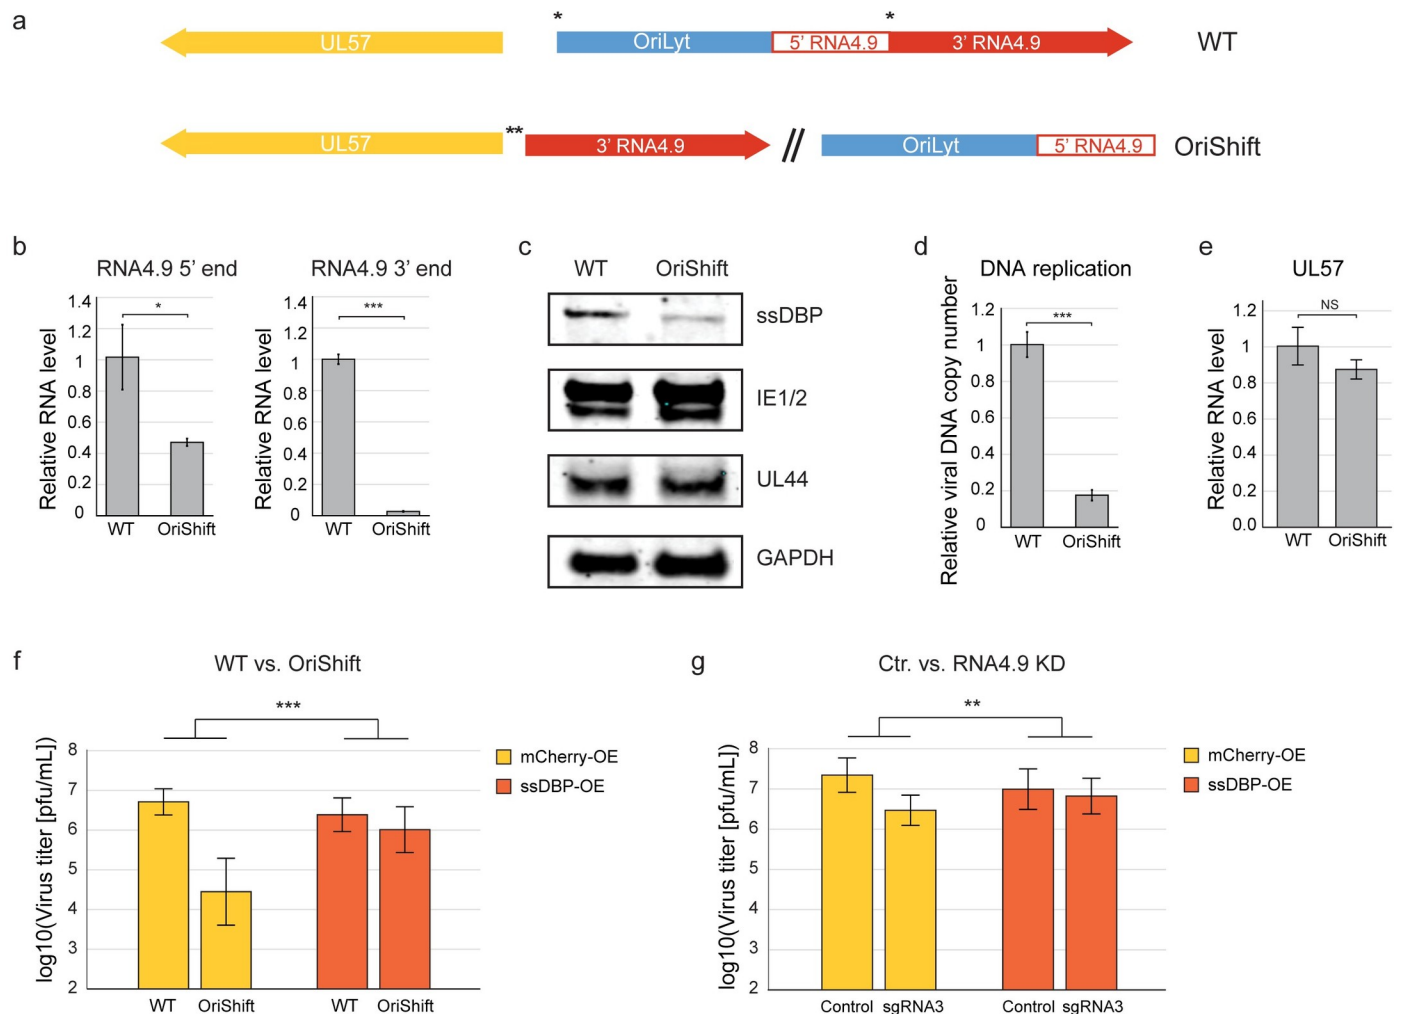 a
*
*
UL57
OriLyt
5' RNA4.9
3' RNA4.9
WT
UL57
**
3' RNA4.9
//
OriLyt
5' RNA4.9
OriShift
b
RNA4.9 5' end
Relative RNA level
1.4
1.2
1
0.8
0.6
0.4
0.2
0
*
WT
OriShift
RNA4.9 3' end
Relative RNA level
1.4
1.2
1
0.8
0.6
0.4
0.2
0
***
WT
OriShift
c
WT
OriShift
ssDBP
IE1/2
UL44
GAPDH
d
DNA replication
Relative viral DNA copy number
1.2
1
0.8
0.6
0.4
0.2
0
***
WT
OriShift
e
UL57
Relative RNA level
1.2
1.0
0.8
0.6
0.4
0.2
0.0
NS
WT
OriShift
f
WT vs. OriShift
***
log10(Virus titer [pfu/mL])
8
7
6
5
4
3
2
WT
OriShift
WT
OriShift
mCherry-OE
ssDBP-OE
g
Ctr. vs. RNA4.9 KD
**
log10(Virus titer [pfu/mL])
8
7
6
5
4
3
2
Control
sgRNA3
Control
sgRNA3
mCherry-OE
ssDBP-OE